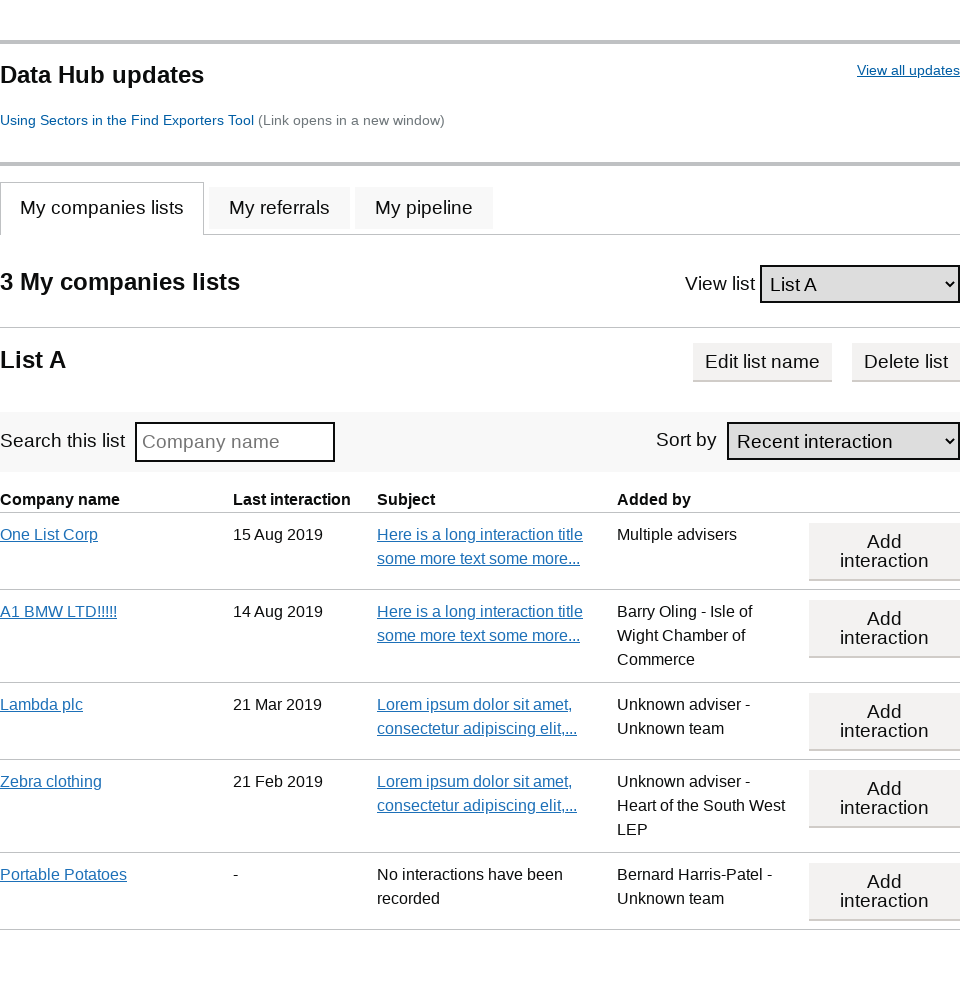 Data Hub updates
View all updates
Using Sectors in the Find Exporters Tool (Link opens in a new window)
My companies lists
My referrals
My pipeline
3 My companies lists
View list
List A
List A
Edit list name
Delete list
Search this list
Company name
Sort by
Recent interaction
Company name
Last interaction
Subject
Added by
One List Corp
15 Aug 2019
Here is a long interaction title
some more text some more...
Multiple advisers
Add
interaction
A1 BMW LTD!!!!!
14 Aug 2019
Here is a long interaction title
some more text some more...
Barry Oling - Isle of
Wight Chamber of
Commerce
Add
interaction
Lambda plc
21 Mar 2019
Lorem ipsum dolor sit amet,
consectetur adipiscing elit,...
Unknown adviser -
Unknown team
Add
interaction
Zebra clothing
21 Feb 2019
Lorem ipsum dolor sit amet,
consectetur adipiscing elit,...
Unknown adviser -
Heart of the South West
LEP
Add
interaction
Portable Potatoes
-
No interactions have been
recorded
Bernard Harris-Patel -
Unknown team
Add
interaction